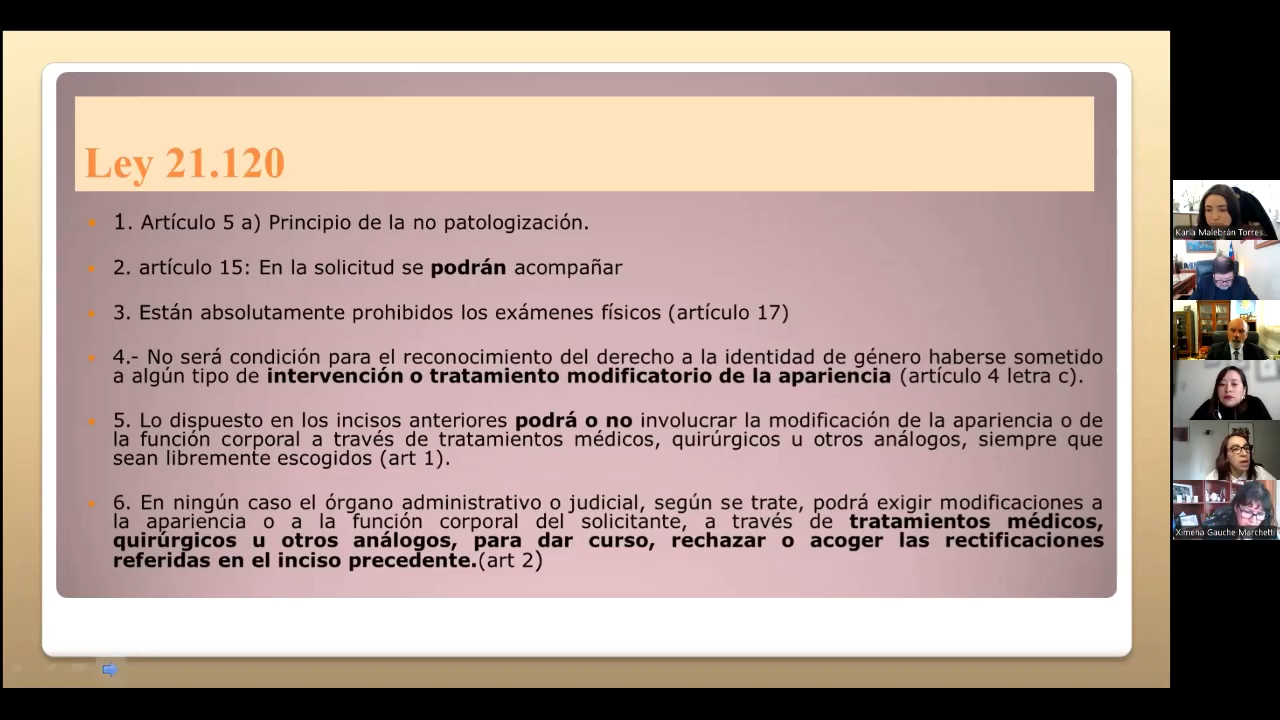 Ley 21.120
1. Artículo 5 a) Principio de la no patologización.
2. artículo 15: En la solicitud se podrán acompañar
3. Están absolutamente prohibidos los exámenes físicos (artículo 17)
4.- No será condición para el reconocimiento del derecho a la identidad de género haberse sometido
a algún tipo de intervención o tratamiento modificatorio de la apariencia (artículo 4 letra c).
5. Lo dispuesto en los incisos anteriores podrá o no involucrar la modificación de la apariencia o de
la función corporal a través de tratamientos médicos, quirúrgicos u otros análogos, siempre que
sean libremente escogidos (art 1).
6. En ningún caso el órgano administrativo o judicial, según se trate, podrá exigir modificaciones a
la apariencia o a la función corporal del solicitante, a través de tratamientos médicos,
quirúrgicos u otros análogos, para dar curso, rechazar o acoger las rectificaciones
referidas en el inciso precedente.(art 2)
Karla Malebrán Torres...
Ximena Gauche Marchetti